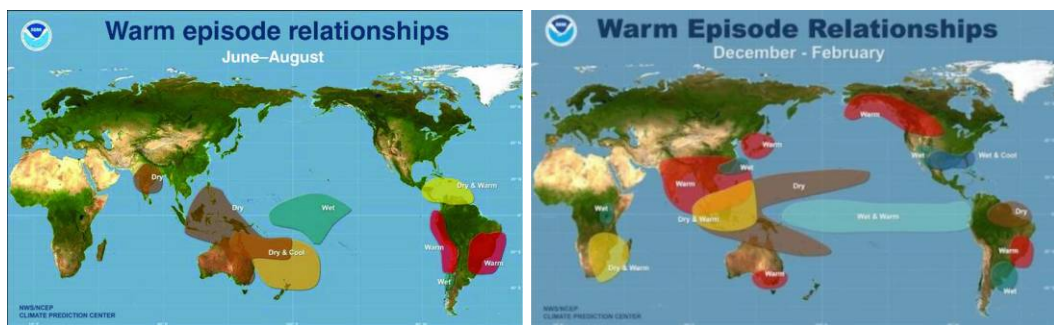 Warm episode relationships
June–August
Dry
Dry & Warm
Dry
Wet
Warm
Warm
Dry & Cool
Wet
NWS/NCEP
CLIMATE PREDICTION CENTER
Warm Episode Relationships
December - February
Warm
Warm
Wet
Wet & Cool
Wet
Warm
Dry
Wet
Dry & Warm
Wet & Warm
Dry
Warm
Dry & Warm
Warm
Wet
NWS/NCEP
CLIMATE PREDICTION CENTER